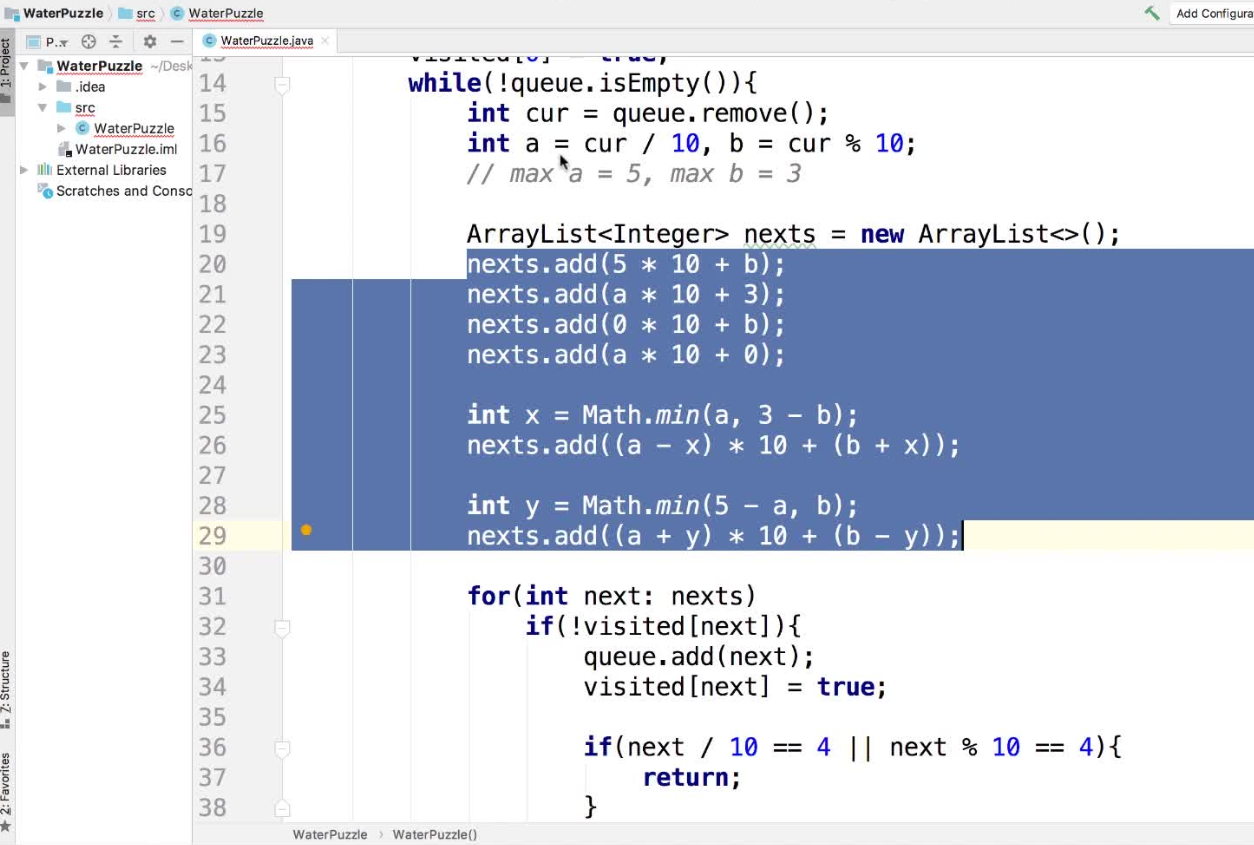 WaterPuzzle src WaterPuzzle
Add Configura
P..
WaterPuzzle.java
1: Project
WaterPuzzle ~/Desk
.idea
src
WaterPuzzle
WaterPuzzle.iml
External Libraries
Scratches and Conso
14 while(!queue.isEmpty()){
15 int cur = queue.remove();
16 int a = cur / 10, b = cur % 10;
17 // max a = 5, max b = 3
18
19 ArrayList<Integer> nexts = new ArrayList<>();
20 nexts.add(5 * 10 + b);
21 nexts.add(a * 10 + 3);
22 nexts.add(0 * 10 + b);
23 nexts.add(a * 10 + 0);
24
25 int x = Math.min(a, 3 - b);
26 nexts.add((a - x) * 10 + (b + x));
27
28 int y = Math.min(5 - a, b);
29 nexts.add((a + y) * 10 + (b - y));
30
31 for(int next: nexts)
32 if(!visited[next]){
33 queue.add(next);
34 visited[next] = true;
35
36 if(next / 10 == 4 || next % 10 == 4){
37 return;
38 }
7: Structure
2: Favorites
WaterPuzzle WaterPuzzle()